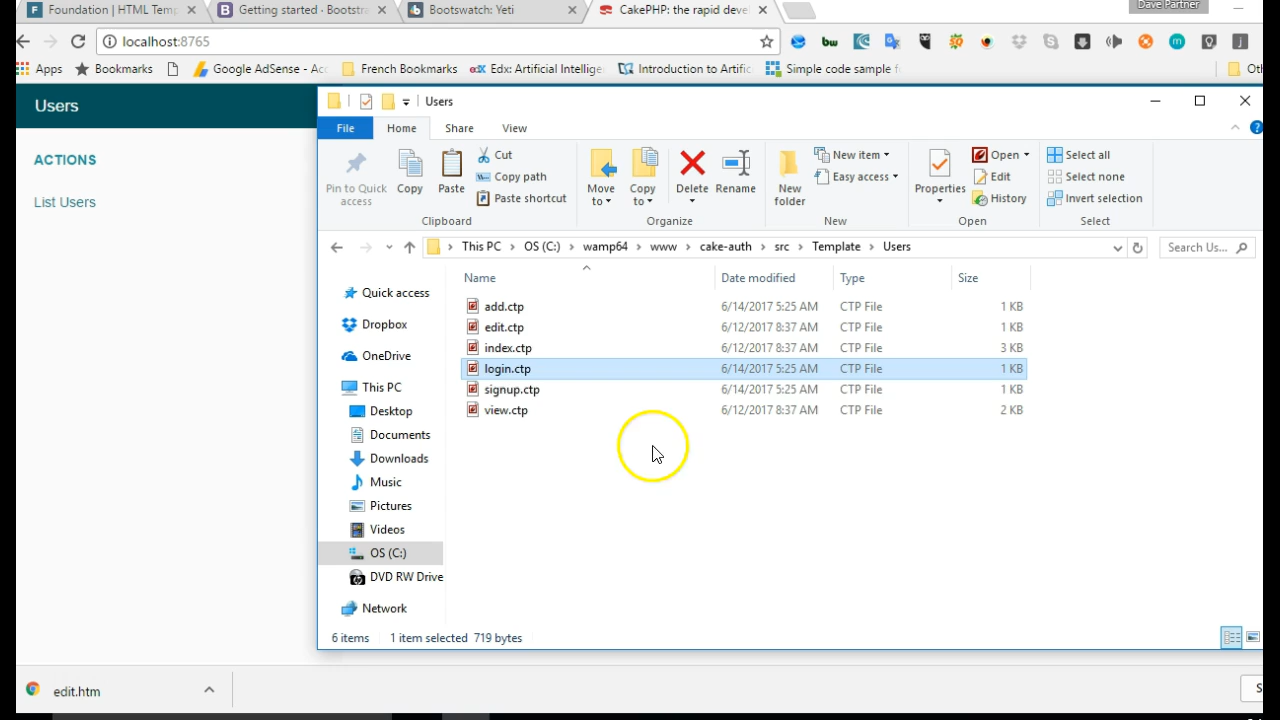 Dave Partner
Foundation | HTML Temp
Getting started · Bootstra
Bootswatch: Yeti
CakePHP: the rapid deve
localhost:8765
Apps
Bookmarks
Google AdSense - Acc
French Bookmarks
edX
Edx: Artificial Intellige
Introduction to artific
Simple code sample f
Oth
Users
ACTIONS
List Users
Users
File
Home
Share
View
Pin to Quick access
Copy
Paste
Cut
Copy path
Paste shortcut
Clipboard
Move to
Copy to
Delete
Rename
Organize
New folder
New item
Easy access
New
Properties
Open
Edit
History
Open
Select all
Select none
Invert selection
Select
This PC > OS (C:) > wamp64 > www > cake-auth > src > Template > Users
Search Us...
Name Date modified Type Size
add.ctp 6/14/2017 5:25 AM CTP File 1 KB
edit.ctp 6/12/2017 8:37 AM CTP File 1 KB
index.ctp 6/12/2017 8:37 AM CTP File 3 KB
login.ctp 6/14/2017 5:25 AM CTP File 1 KB
signup.ctp 6/14/2017 5:25 AM CTP File 1 KB
view.ctp 6/12/2017 8:37 AM CTP File 2 KB
Quick access
Dropbox
OneDrive
This PC
Desktop
Documents
Downloads
Music
Pictures
Videos
OS (C:)
DVD RW Drive
Network
6 items 1 item selected 719 bytes
edit.htm
S